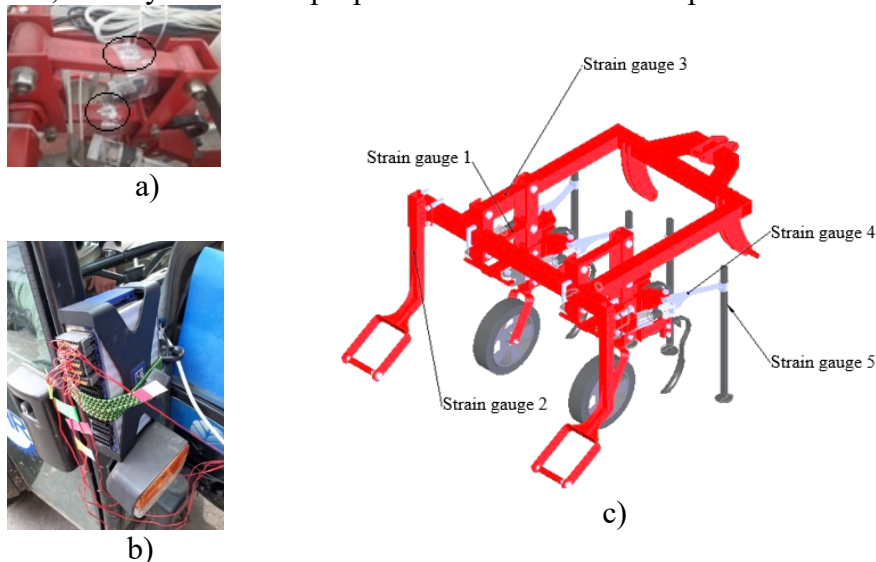 Strain gauge 3
Strain gauge 1
a)
Strain gauge 4
Strain gauge 5
Strain gauge 2
c)
b)